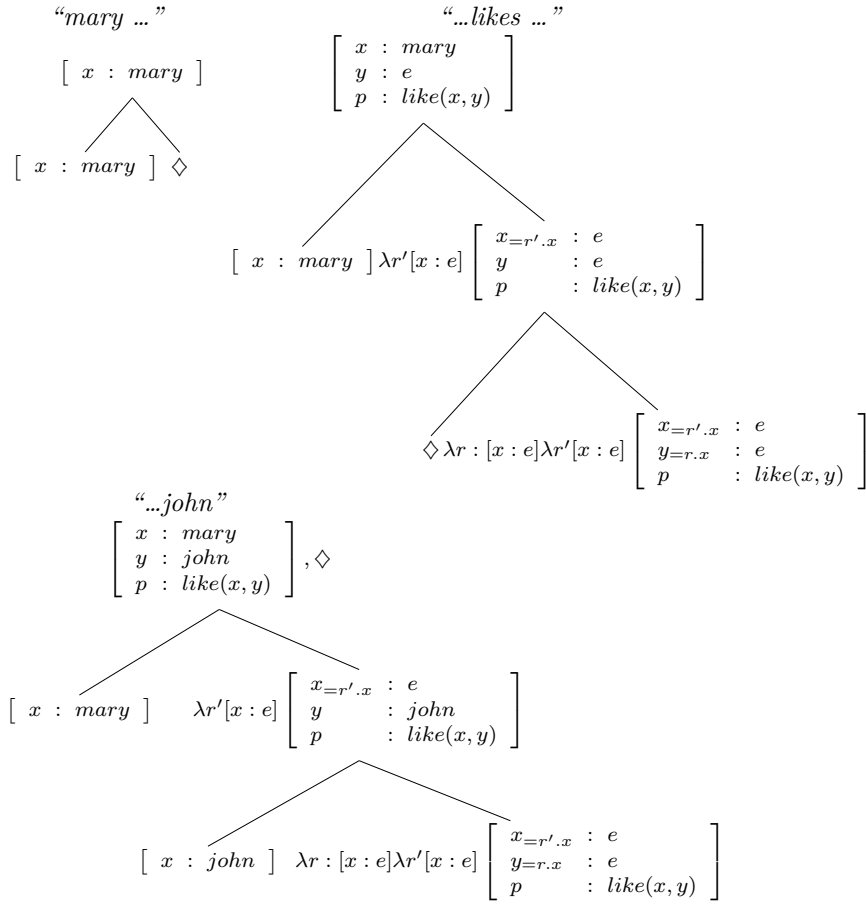 “mary ...”
[ x : mary ]
[ x : mary ] ◇
“...likes ...”
[ x : mary
y : e
p : like(x, y) ]
[ x : mary ] λr′[x : e] [ x=r′.x : e
y : e
p : like(x, y) ]
◇ λr : [x : e]λr′[x : e] [ x=r′.x : e
y=r.x : e
p : like(x, y) ]
“...john”
[ x : mary
y : john
p : like(x, y) ] , ◇
[ x : mary ] λr′[x : e] [ x=r′.x : e
y : john
p : like(x, y) ]
[ x : john ] λr : [x : e]λr′[x : e] [ x=r′.x : e
y=r.x : e
p : like(x, y) ]